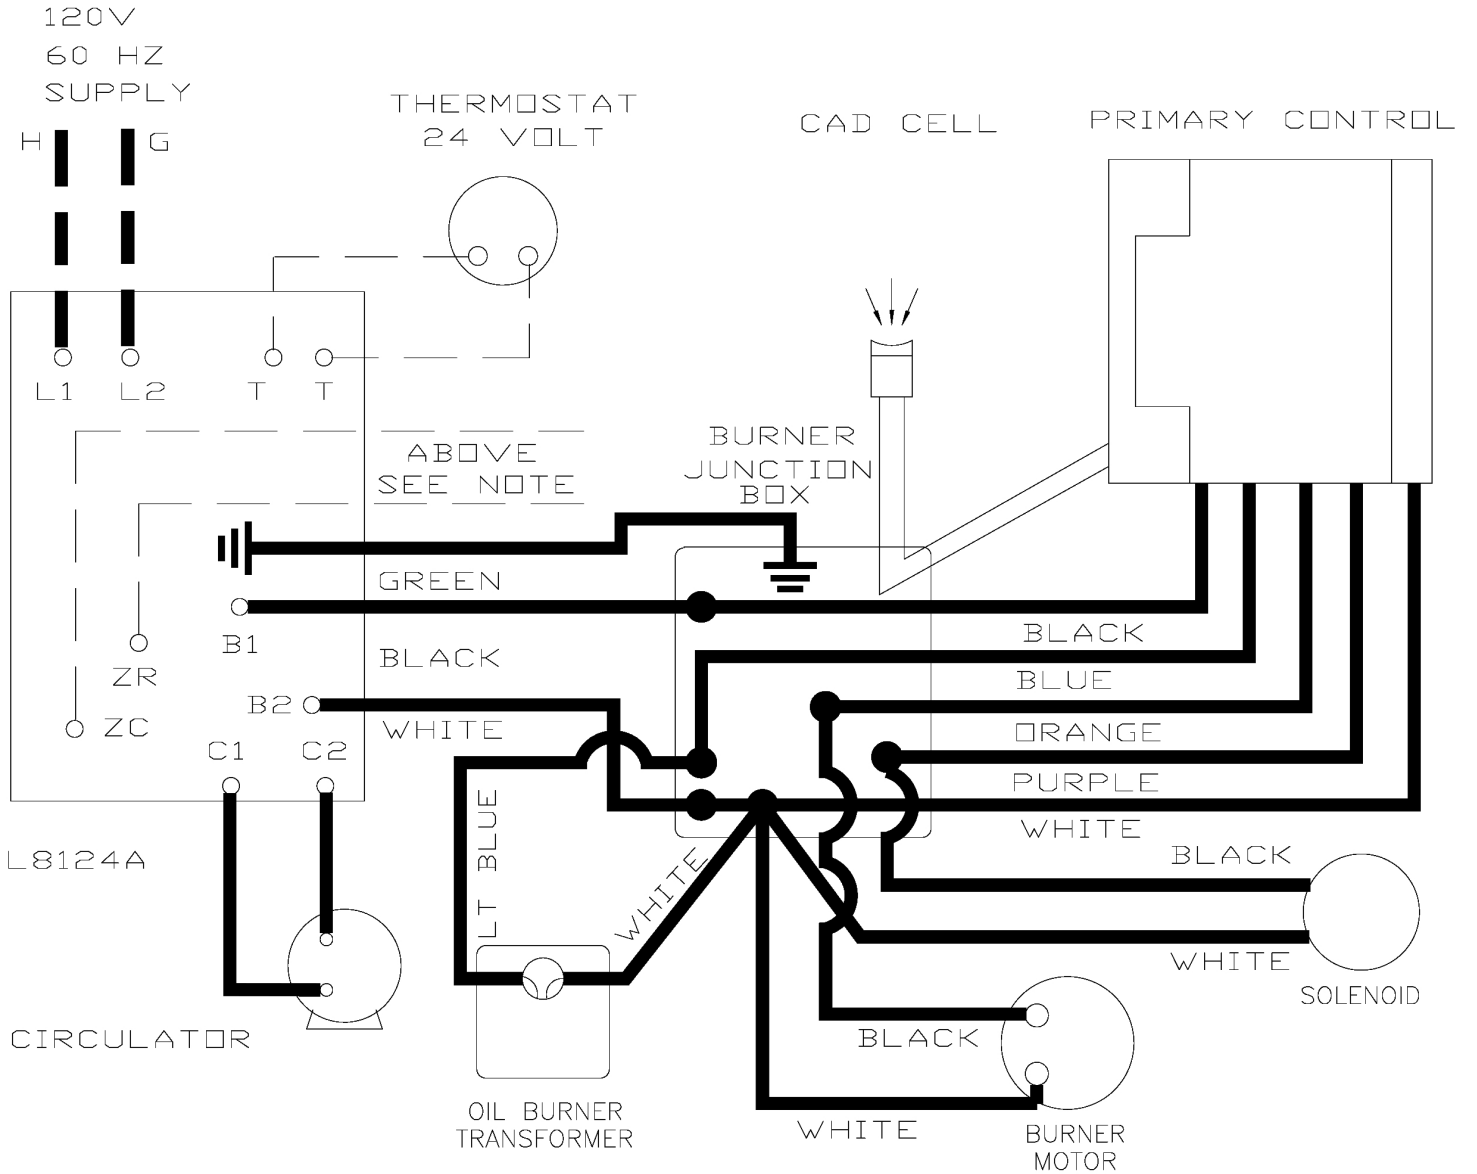 120V
60 HZ
SUPPLY
H
G
THERMOSTAT
24 VOLT
CAD CELL
PRIMARY CONTROL
L1
L2
T
T
ABOVE
SEE NOTE
BURNER
JUNCTION
BOX
GREEN
B1
BLACK
BLACK
ZR
BLUE
B2
ZC
WHITE
ORANGE
C1
C2
PURPLE
WHITE
LT BLUE
WHITE
L8124A
BLACK
WHITE
SOLENOID
CIRCULATOR
BLACK
OIL BURNER
TRANSFORMER
WHITE
BURNER
MOTOR